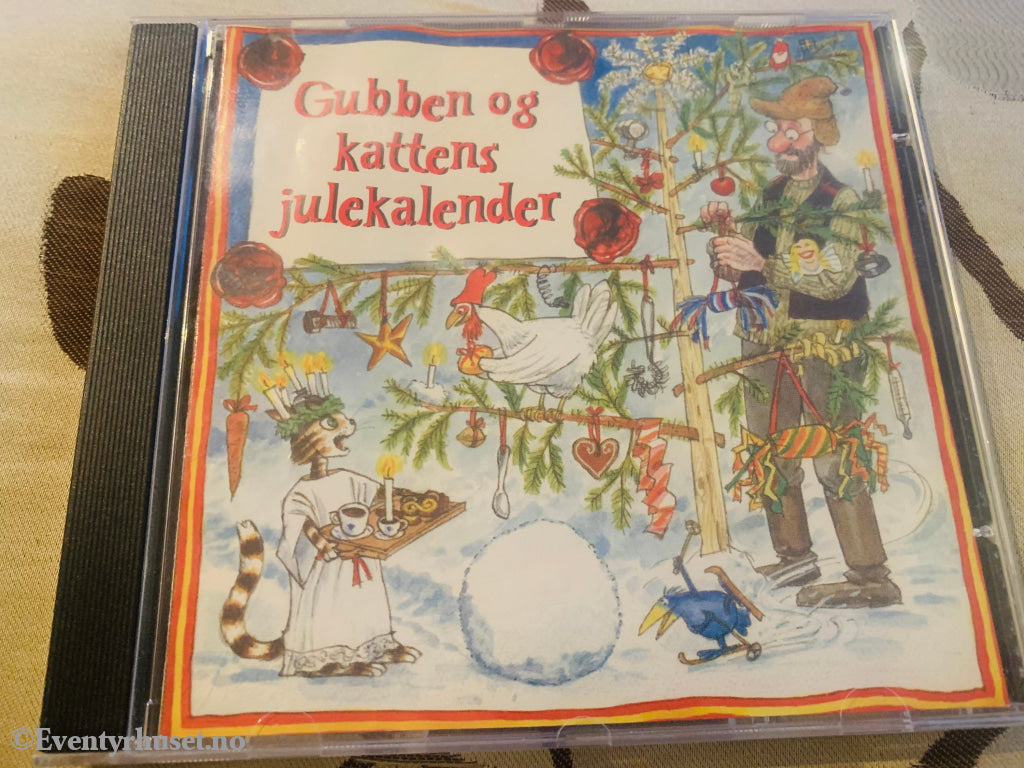 Gubben og
kattens
julekalender
©Eventyrhuset.no